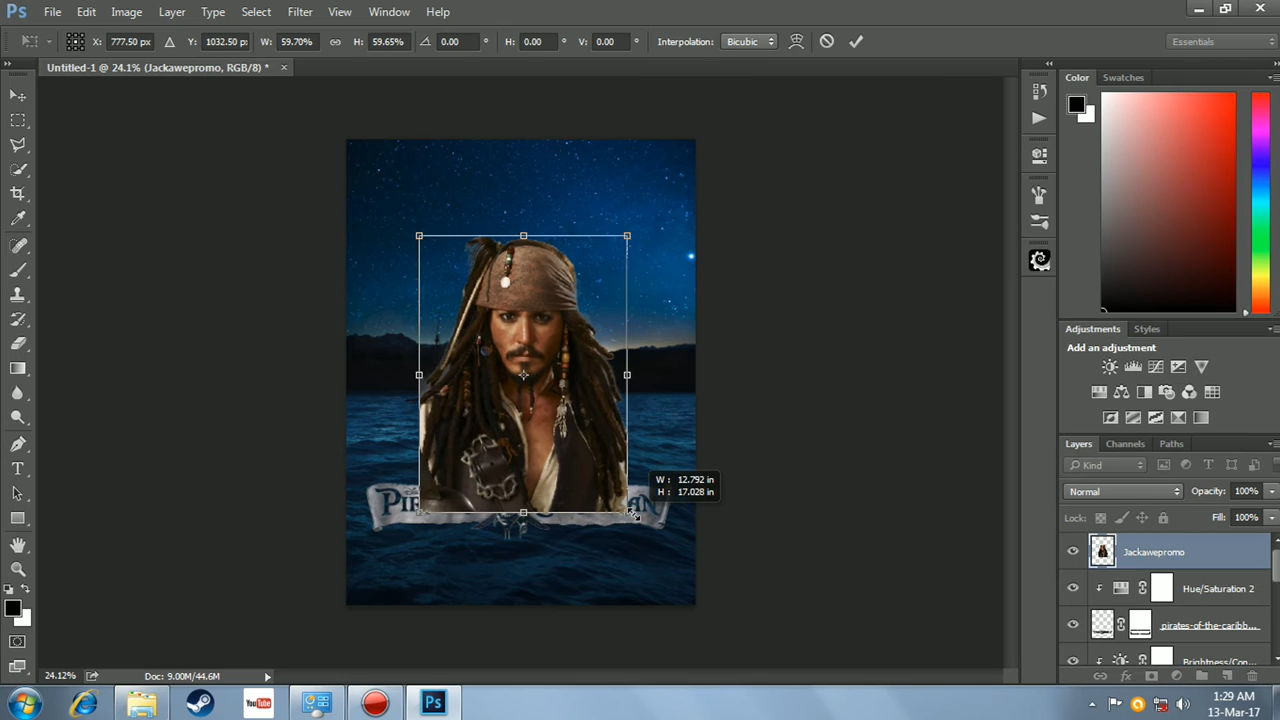 Ps File Edit Image Layer Type Select Filter View Window Help
X: 777.50 px Y: 1032.50 px W: 59.70% H: 59.65% 0.00 ° H: 0.00 ° V: 0.00 ° Interpolation: Bicubic Essentials
Untitled-1 @ 24.1% (Jackawepromo, RGB/8) * ×
Color Swatches
Adjustments Styles
Add an adjustment
Layers Channels Paths
Kind
Normal Opacity: 100%
Lock: Fill: 100%
Jackawepromo
Hue/Saturation 2
pirates-of-the-caribb...
Brightness/Con...
W: 12.792 in
H: 17.028 in
24.12% Doc: 9.00M/44.6M
YouTube Ps
1:29 AM
13-Mar-17